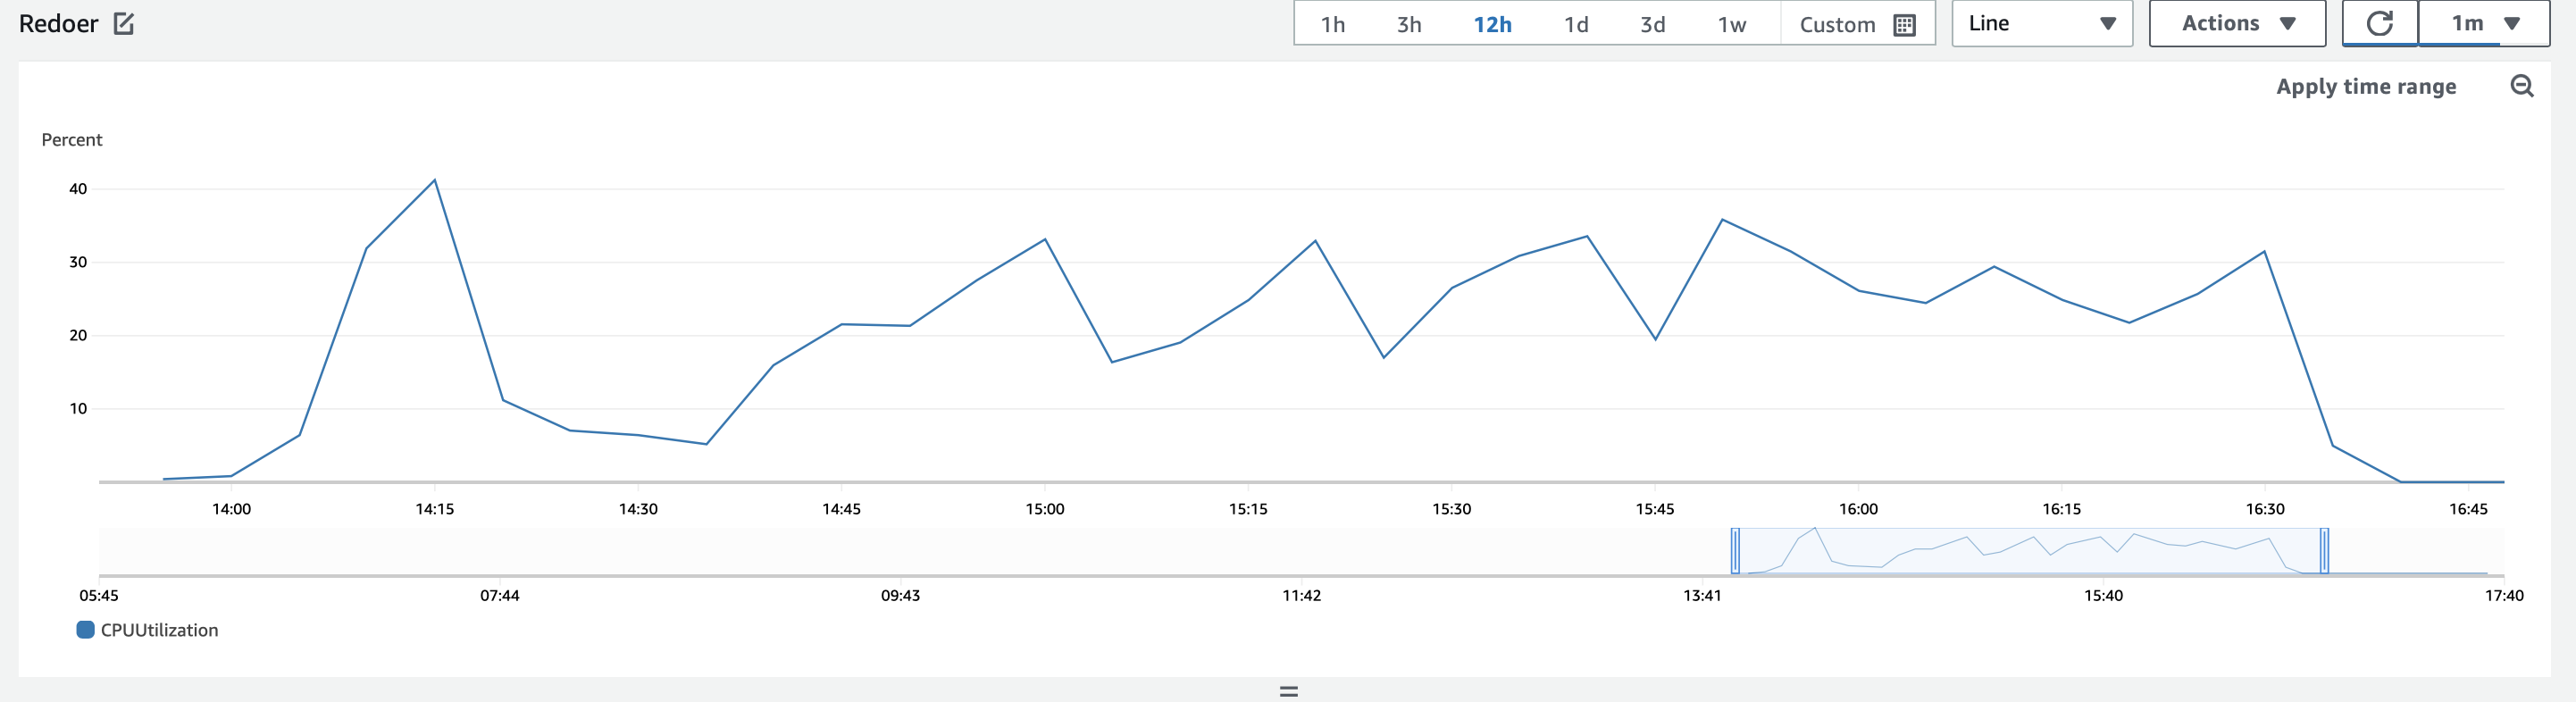 Redoer 1h 3h 12h 1d 3d 1w Custom Line Actions 1m
Apply time range
Percent
40
30
20
10
14:00 14:15 14:30 14:45 15:00 15:15 15:30 15:45 16:00 16:15 16:30 16:45
05:45 07:44 09:43 11:42 13:41 15:40 17:40
CPUUtilization